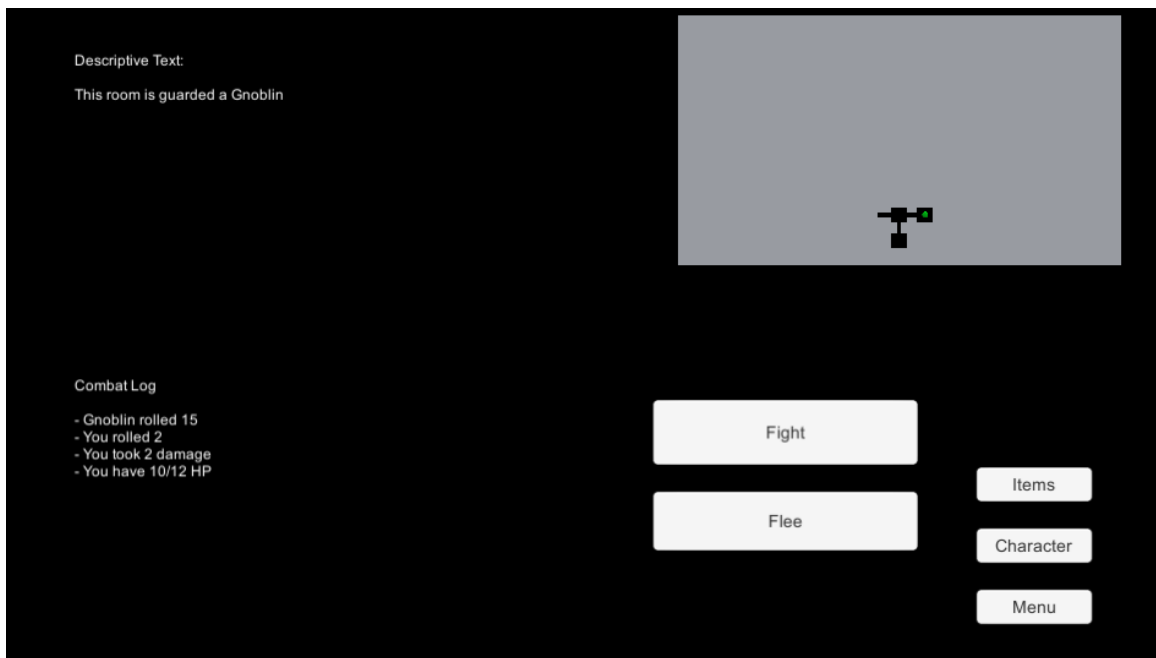 Descriptive Text:
This room is guarded a Gnoblin
Combat Log
- Gnoblin rolled 15
- You rolled 2
- You took 2 damage
- You have 10/12 HP
Fight
Flee
Items
Character
Menu